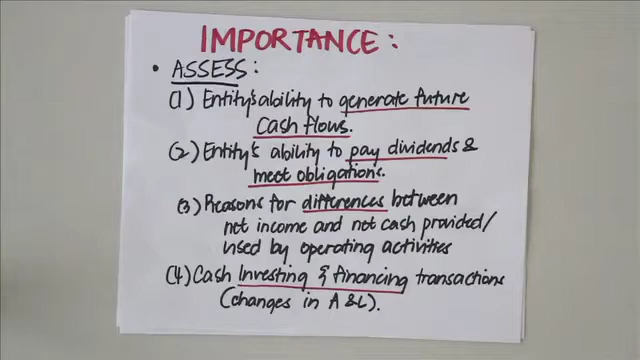 IMPORTANCE:
• ASSESS:
(1) Entity's ability to generate future
cash flows.
(2) Entity's ability to pay dividends &
meet obligations.
(3) Reasons for differences between
net income and net cash provided/
used by operating activities
(4) Cash Investing & financing transactions
(changes in A & L).